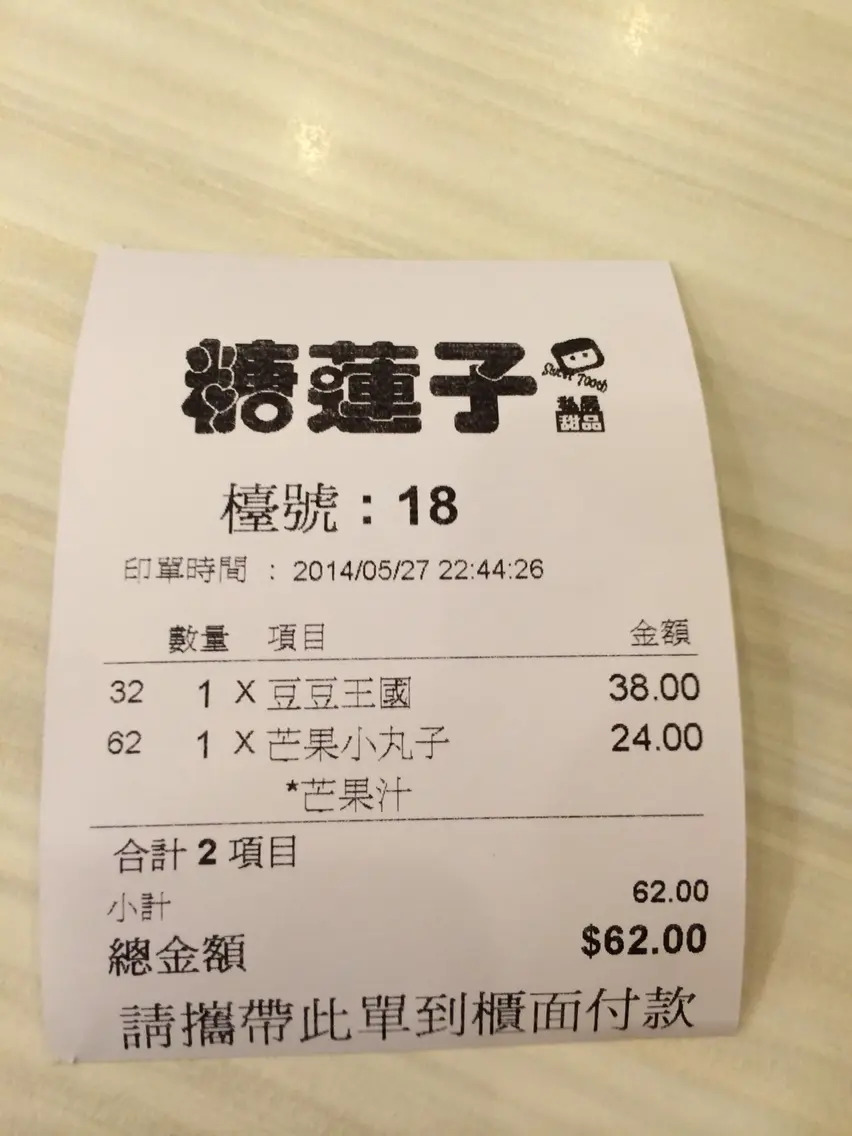 糖蓮子
Sweet Tooth
私房
甜品
檯號：18
印單時間 ： 2014/05/27 22:44:26
數量 項目 金額
32 1 X 豆豆王國 38.00
62 1 X 芒果小丸子 24.00
*芒果汁
合計 2 項目
小計 62.00
總金額 $62.00
請攜帶此單到櫃面付款